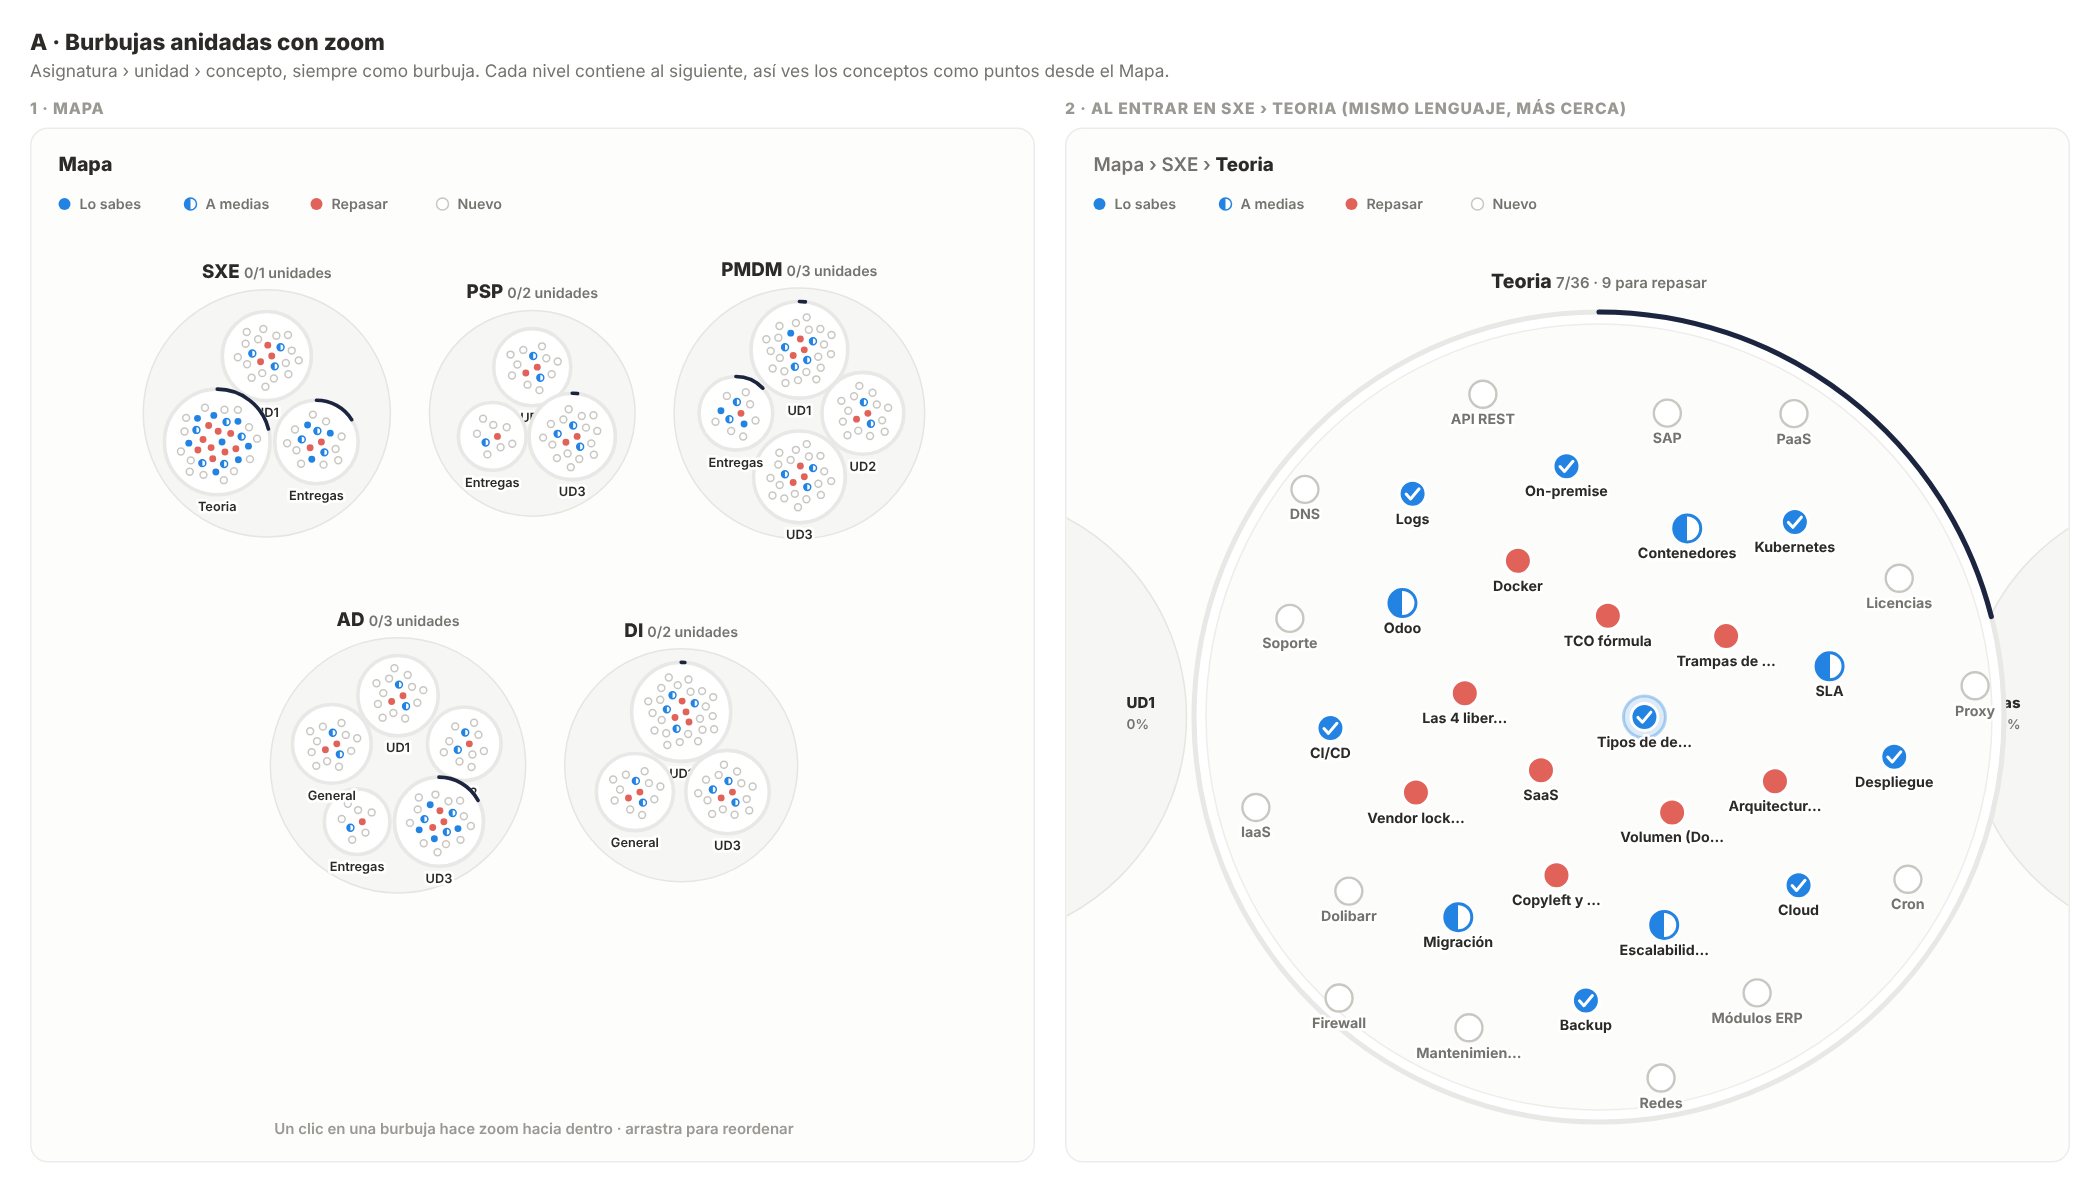 A · Burbujas anidadas con zoom
Asignatura › unidad › concepto, siempre como burbuja. Cada nivel contiene al siguiente, así ves los conceptos como puntos desde el Mapa.
1 · MAPA
Mapa
Lo sabes
A medias
Repasar
Nuevo
SXE 0/1 unidades
PSP 0/2 unidades
PMDM 0/3 unidades
UD1
Entregas
Teoria
Entregas
UD3
UD1
Entregas
UD2
UD3
AD 0/3 unidades
DI 0/2 unidades
UD1
General
Entregas
UD3
General
UD3
Un clic en una burbuja hace zoom hacia dentro · arrastra para reordenar
2 · AL ENTRAR EN SXE › TEORIA (MISMO LENGUAJE, MÁS CERCA)
Mapa › SXE › Teoria
Lo sabes
A medias
Repasar
Nuevo
Teoria 7/36 · 9 para repasar
API REST
SAP
PaaS
On-premise
DNS
Logs
Contenedores
Kubernetes
Docker
Licencias
Odoo
Soporte
TCO fórmula
Trampas de ...
SLA
UD1
0%
Las 4 liber...
Proxy
as
%
Tipos de de...
CI/CD
Despliegue
SaaS
Arquitectur...
Vendor lock...
IaaS
Volumen (Do...
Copyleft y ...
Cloud
Cron
Dolibarr
Migración
Escalabilid...
Firewall
Backup
Módulos ERP
Mantenimien...
Redes